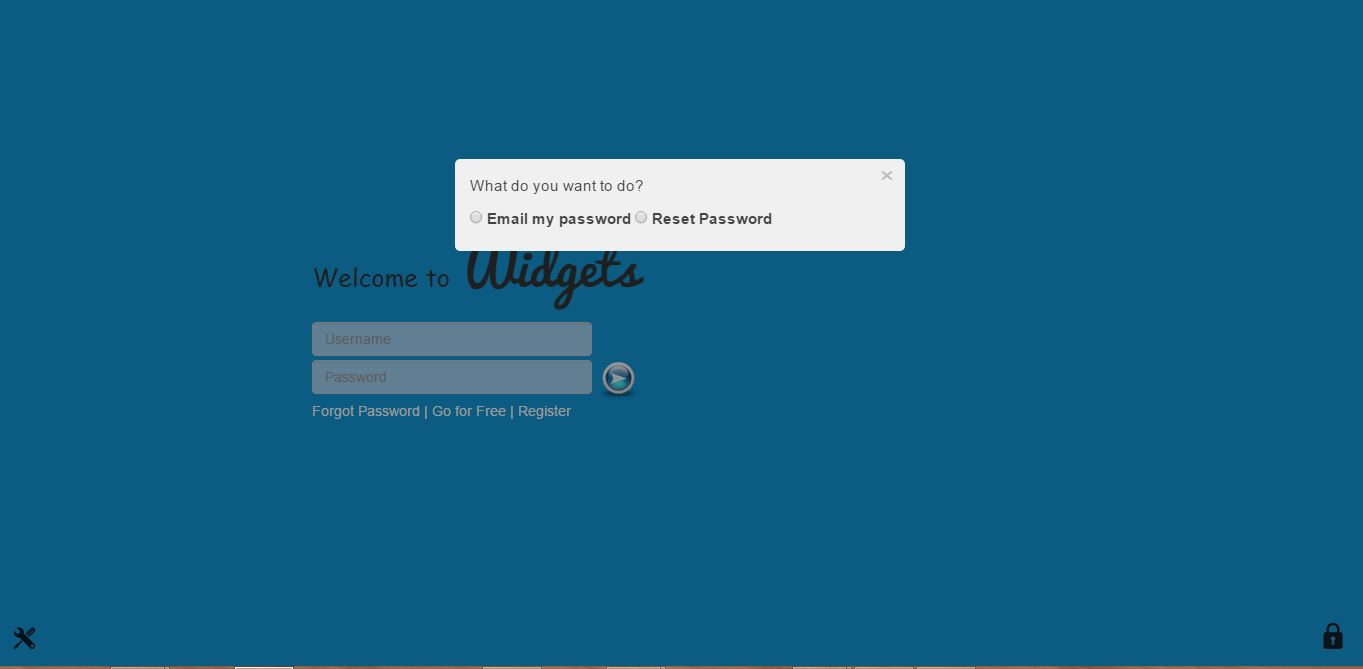 What do you want to do?
×
Email my password Reset Password
Welcome to Widgets
Username
Password
Forgot Password | Go for Free | Register